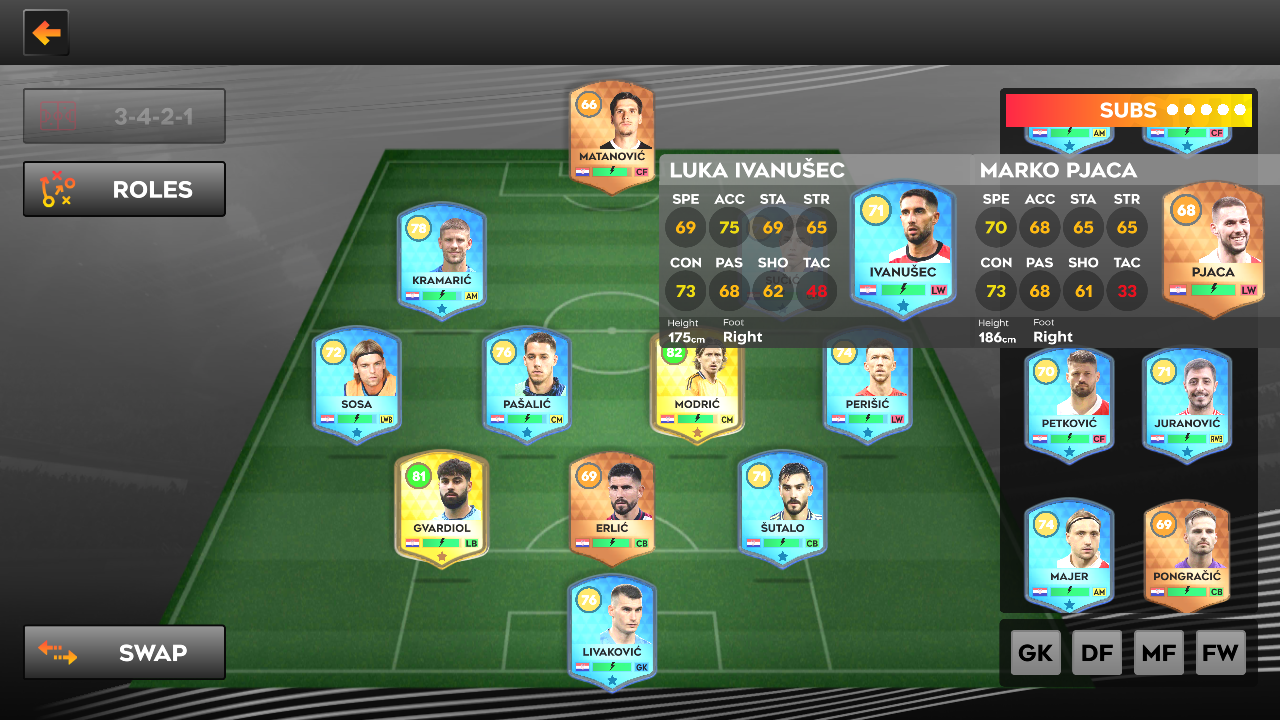 3-4-2-1
ROLES
SWAP
66
MATANOVIĆ
CF
78
KRAMARIĆ
AM
72
SOSA
LWB
76
PAŠALIĆ
CM
82
MODRIĆ
CM
74
PERIŠIĆ
LW
81
GVARDIOL
LB
69
ERLIĆ
CB
71
ŠUTALO
CB
76
LIVAKOVIĆ
GK
LUKA IVANUŠEC
SPE ACC STA STR
69 75 69 65
CON PAS SHO TAC
73 68 62 48
Height Foot
175cm Right
71
IVANUŠEC
LW
MARKO PJACA
SPE ACC STA STR
70 68 65 65
CON PAS SHO TAC
73 68 61 33
Height Foot
186cm Right
68
PJACA
LW
SUBS
AM
CF
70
PETKOVIĆ
CF
71
JURANOVIĆ
RWB
74
MAJER
AM
69
PONGRAČIĆ
CB
GK DF MF FW